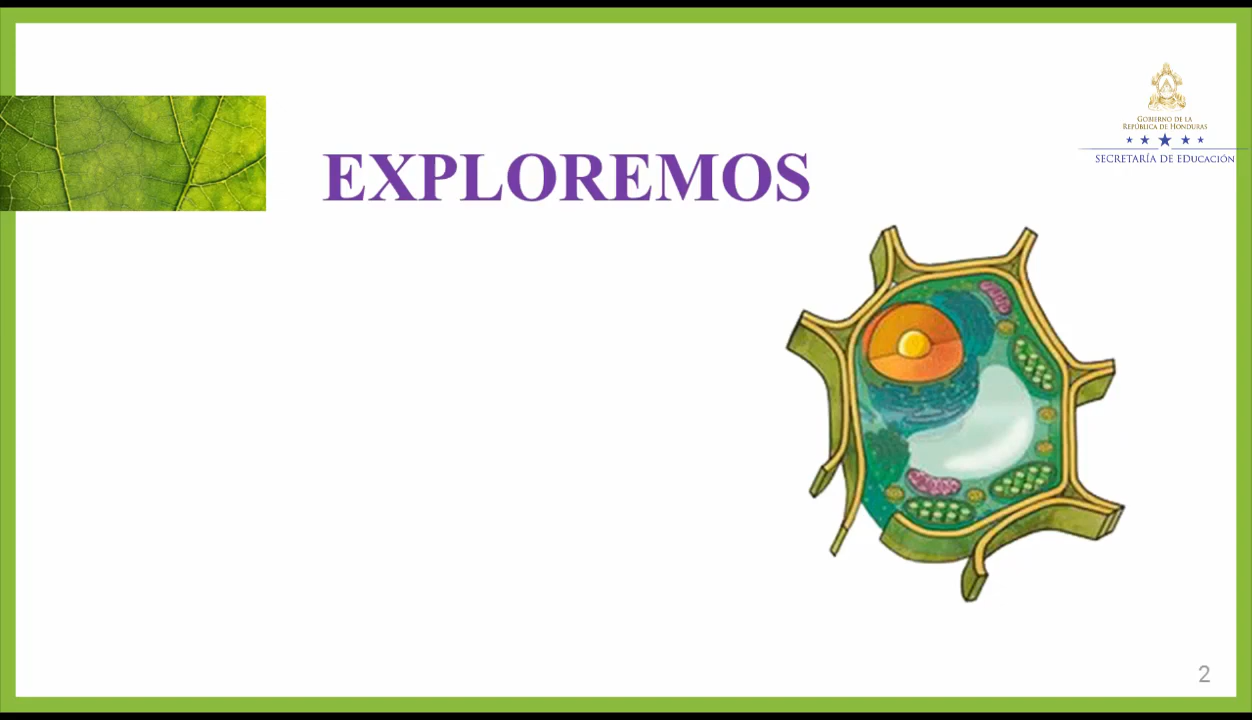 GOBIERNO DE LA
REPÚBLICA DE HONDURAS
SECRETARÍA DE EDUCACIÓN
EXPLOREMOS
2